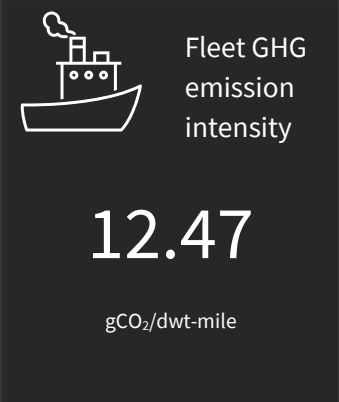 Fleet GHG
emission
intensity
12.47
gCO₂/dwt-mile